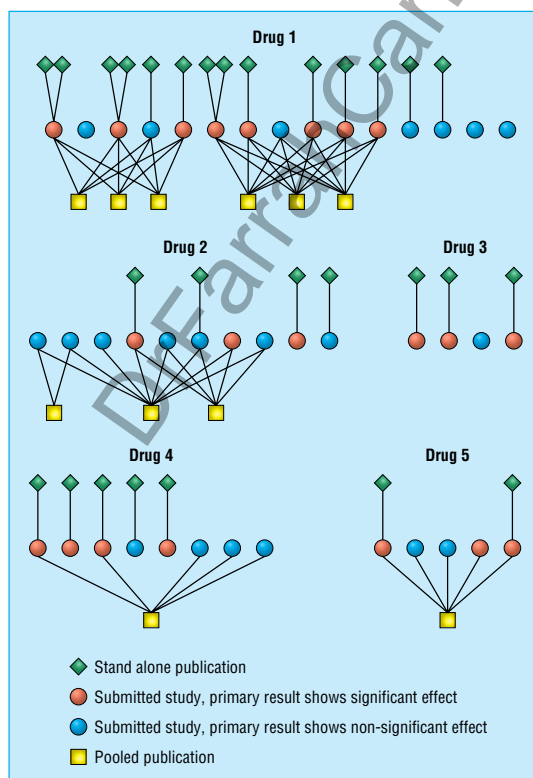 Drug 1
Drug 2
Drug 3
Drug 4
Drug 5
Stand alone publication
Submitted study, primary result shows significant effect
Submitted study, primary result shows non-significant effect
Pooled publication